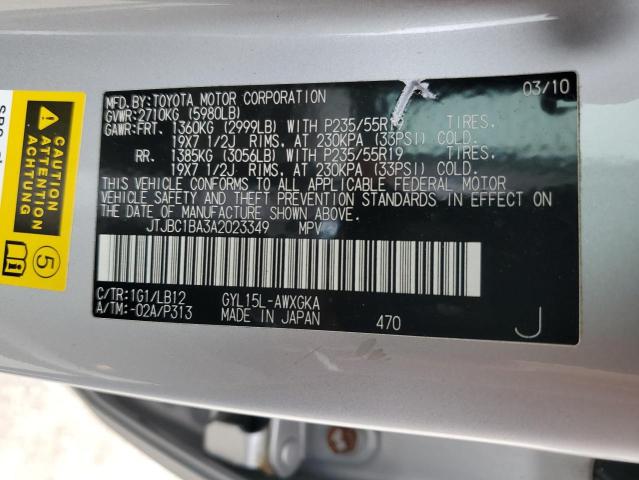 MFD.BY:TOYOTA MOTOR CORPORATION 03/10
GVWR:2710KG (5980LB)
GAWR:FRT. 1360KG (2999LB) WITH P235/55R19 TIRES,
19X7 1/2J RIMS, AT 230KPA (33PSI) COLD.
RR. 1385KG (3056LB) WITH P235/55R19 TIRES,
19X7 1/2J RIMS, AT 230KPA (33PSI) COLD.
THIS VEHICLE CONFORMS TO ALL APPLICABLE FEDERAL MOTOR
VEHICLE SAFETY AND THEFT PREVENTION STANDARDS IN EFFECT ON
THE DATE OF MANUFACTURE SHOWN ABOVE.
JTJBC1BA3A2023349 MPV
C/TR:1G1/LB12 GYL15L-AWXGKA
A/TM:-02A/P313 MADE IN JAPAN 470 J
CAUTION
ATTENTION
ACHTUNG
5
SRS